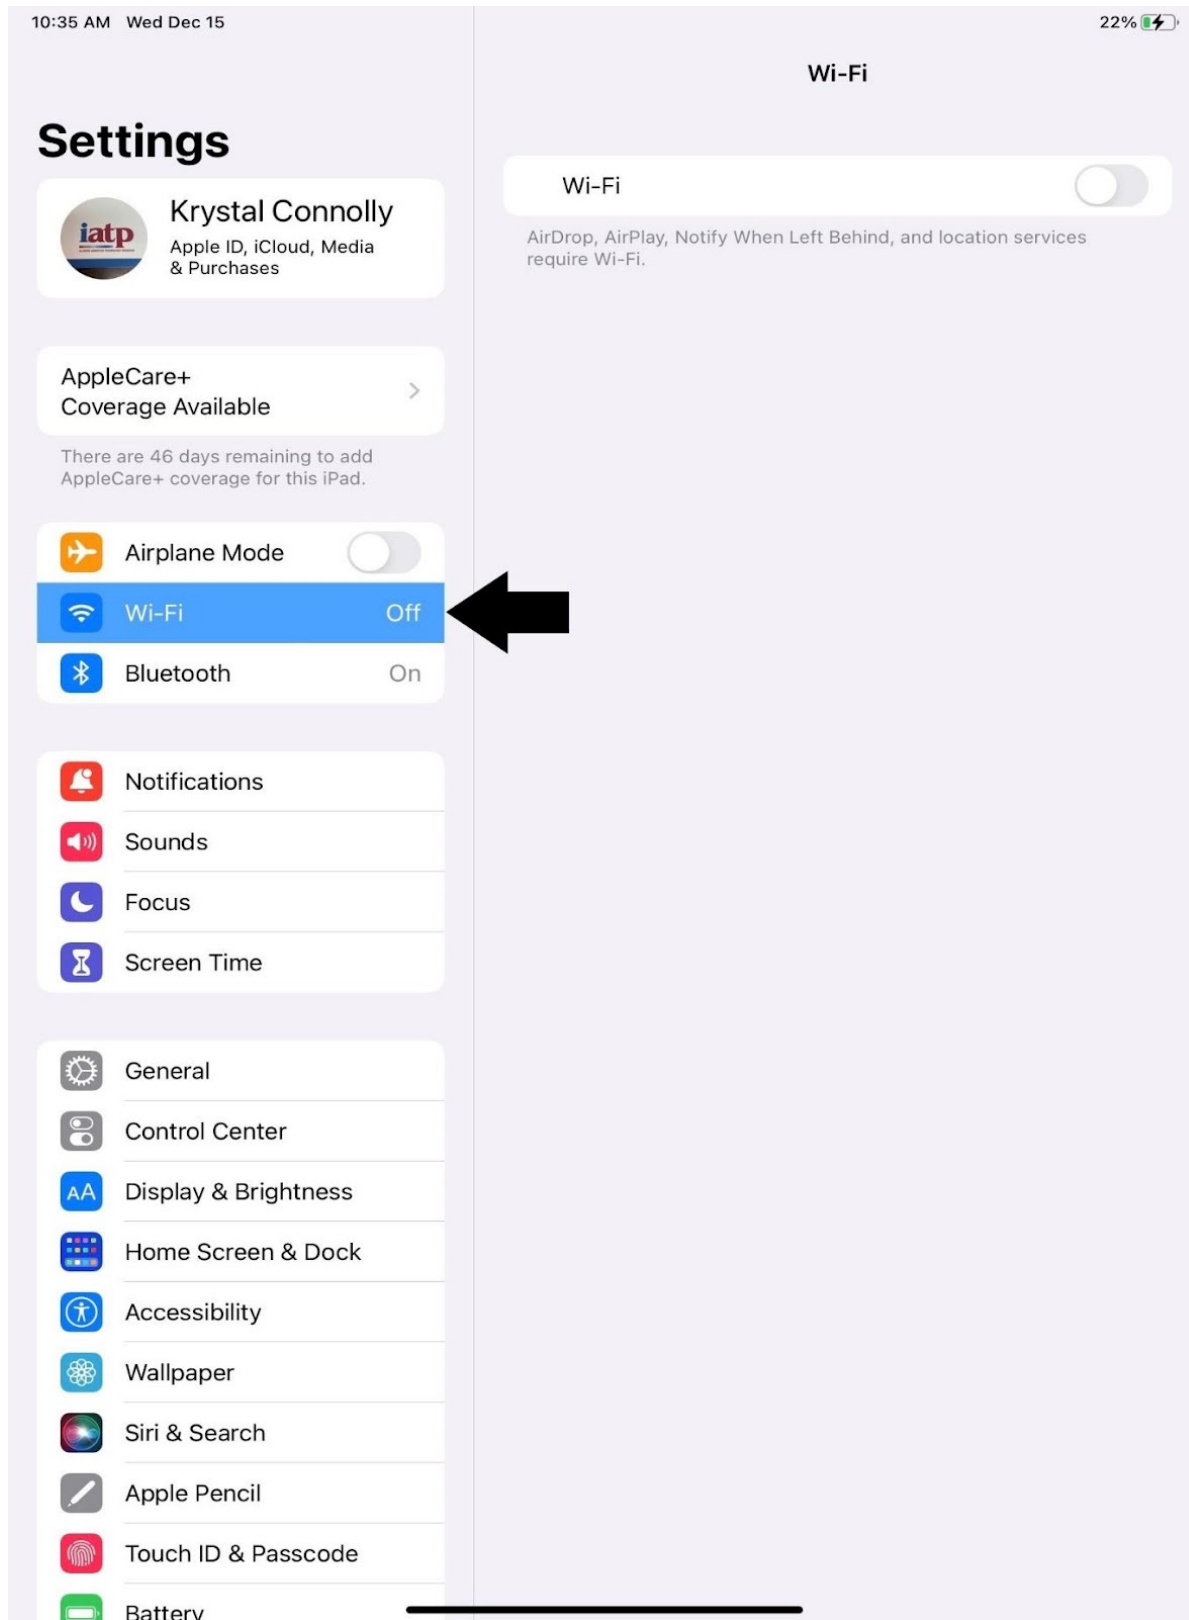 10:35 AM Wed Dec 15
22%
Settings
iatp
Krystal Connolly
Apple ID, iCloud, Media
& Purchases
AppleCare+
Coverage Available
There are 46 days remaining to add
AppleCare+ coverage for this iPad.
Airplane Mode
Wi-Fi Off
Bluetooth On
Notifications
Sounds
Focus
Screen Time
General
Control Center
AA Display & Brightness
Home Screen & Dock
Accessibility
Wallpaper
Siri & Search
Apple Pencil
Touch ID & Passcode
Battery
Wi-Fi
Wi-Fi
AirDrop, AirPlay, Notify When Left Behind, and location services
require Wi-Fi.